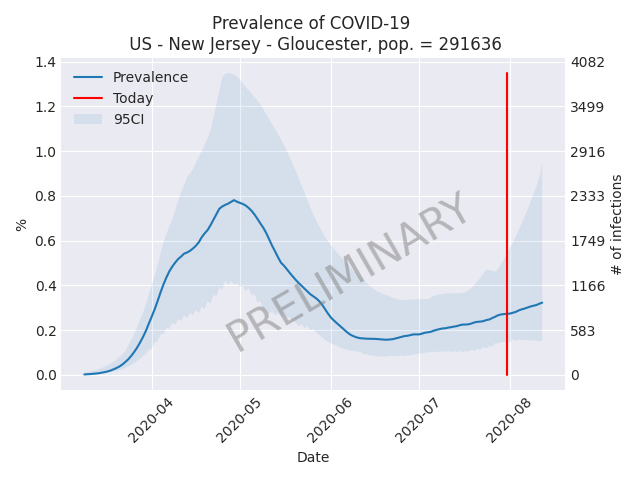 Prevalence of COVID-19
US - New Jersey - Gloucester, pop. = 291636
Prevalence
Today
95CI
1.4
1.2
1.0
0.8
0.6
0.4
0.2
0.0
%
4082
3499
2916
2333
1749
1166
583
0
# of infections
PRELIMINARY
2020-04
2020-05
2020-06
2020-07
2020-08
Date